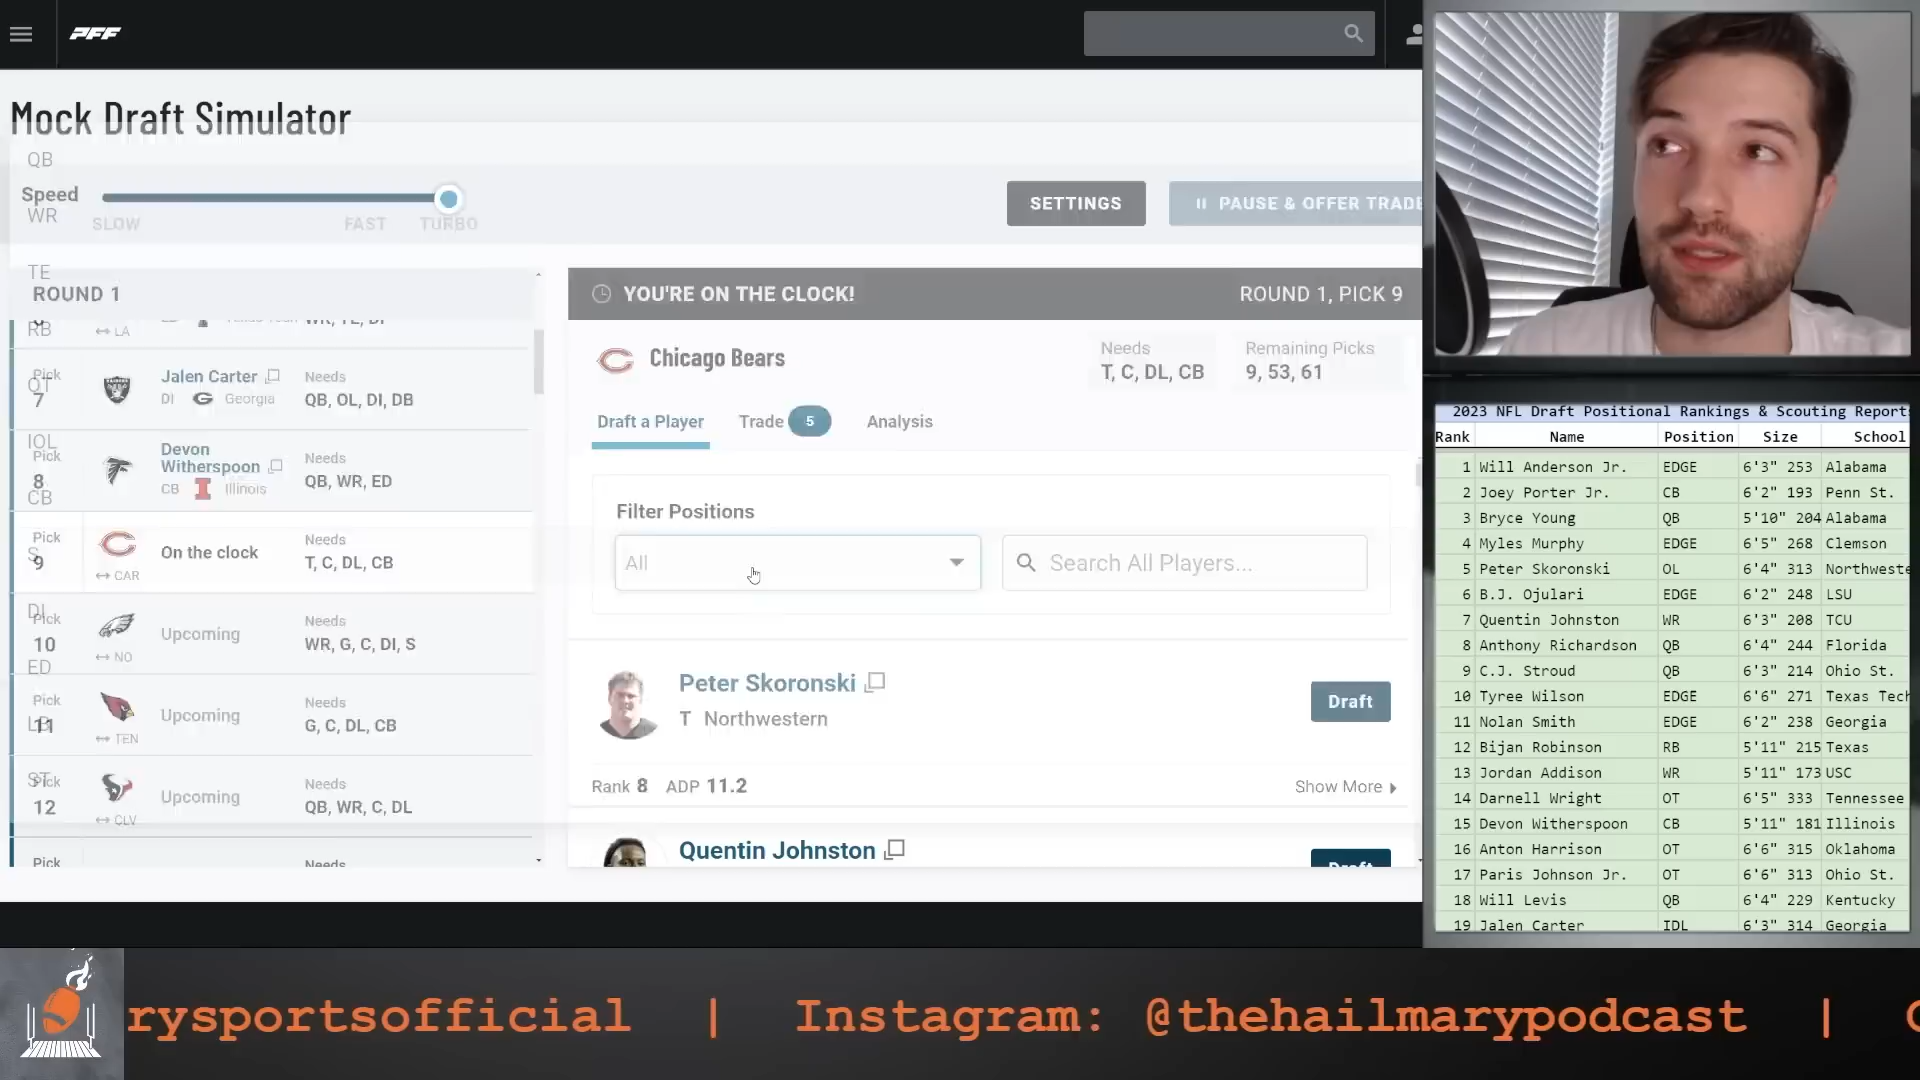 PFF
Mock Draft Simulator
QB
Speed
WR
SLOW
FAST
TURBO
SETTINGS
PAUSE & OFFER TRADE
TE
ROUND 1
RB
LA
WR, TE, DI
Pick
7
Jalen Carter
DI
Georgia
Needs
QB, OL, DI, DB
IOL
Pick
8
CB
Devon
Witherspoon
CB
I
Illinois
Needs
QB, WR, ED
Pick
S
9
CAR
On the clock
Needs
T, C, DL, CB
DI
Pick
10
NO
Upcoming
Needs
WR, G, C, DI, S
ED
Pick
11
LB
TEN
Upcoming
Needs
G, C, DL, CB
ST
Pick
12
CLV
Upcoming
Needs
QB, WR, C, DL
Pick
Needs
YOU'RE ON THE CLOCK!
ROUND 1, PICK 9
Chicago Bears
Needs
T, C, DL, CB
Remaining Picks
9, 53, 61
Draft a Player
Trade 5
Analysis
Filter Positions
All
Search All Players...
Peter Skoronski
T Northwestern
Draft
Rank 8 ADP 11.2
Show More
Quentin Johnston
Draft
2023 NFL Draft Positional Rankings & Scouting Reports
Rank Name Position Size School
1 Will Anderson Jr. EDGE 6'3" 253 Alabama
2 Joey Porter Jr. CB 6'2" 193 Penn St.
3 Bryce Young QB 5'10" 204 Alabama
4 Myles Murphy EDGE 6'5" 268 Clemson
5 Peter Skoronski OL 6'4" 313 Northweste
6 B.J. Ojulari EDGE 6'2" 248 LSU
7 Quentin Johnston WR 6'3" 208 TCU
8 Anthony Richardson QB 6'4" 244 Florida
9 C.J. Stroud QB 6'3" 214 Ohio St.
10 Tyree Wilson EDGE 6'6" 271 Texas Tech
11 Nolan Smith EDGE 6'2" 238 Georgia
12 Bijan Robinson RB 5'11" 215 Texas
13 Jordan Addison WR 5'11" 173 USC
14 Darnell Wright OT 6'5" 333 Tennessee
15 Devon Witherspoon CB 5'11" 181 Illinois
16 Anton Harrison OT 6'6" 315 Oklahoma
17 Paris Johnson Jr. OT 6'6" 313 Ohio St.
18 Will Levis QB 6'4" 229 Kentucky
19 Jalen Carter IDL 6'3" 314 Georgia
rysportsofficial | Instagram: @thehailmarypodcast |